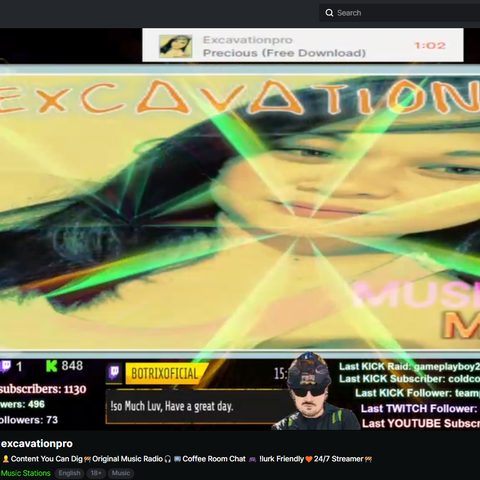 Search
Excavationpro
Precious (Free Download)
1:02
EXCAVATION
MUSI
M
1
848
BOTRIXOFICIAL
15:
subscribers: 1130
wers: 496
ollowers: 73
!so Much Luv, Have a great day.
Last KICK Raid: gameplayboy2
Last KICK Subscriber: coldco
Last KICK Follower: teamp
Last TWITCH Follower:
Last YOUTUBE Subscr
excavationpro
Content You Can Dig Original Music Radio Coffee Room Chat !lurk Friendly 24/7 Streamer
Music Stations English 18+ Music